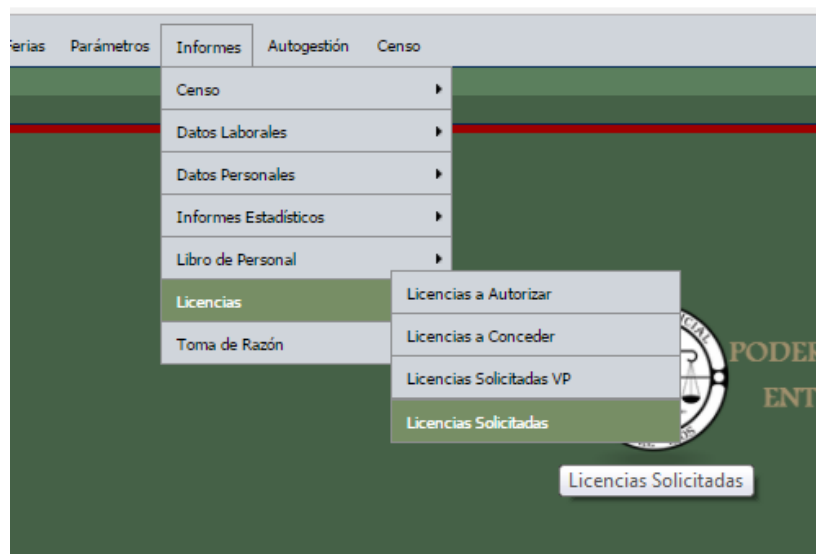 Ferias Parámetros Informes Autogestión Censo
Censo
Datos Laborales
Datos Personales
Informes Estadísticos
Libro de Personal
Licencias
Toma de Razón
Licencias a Autorizar
Licencias a Conceder
Licencias Solicitadas VP
Licencias Solicitadas
PODER
ENT
Licencias Solicitadas